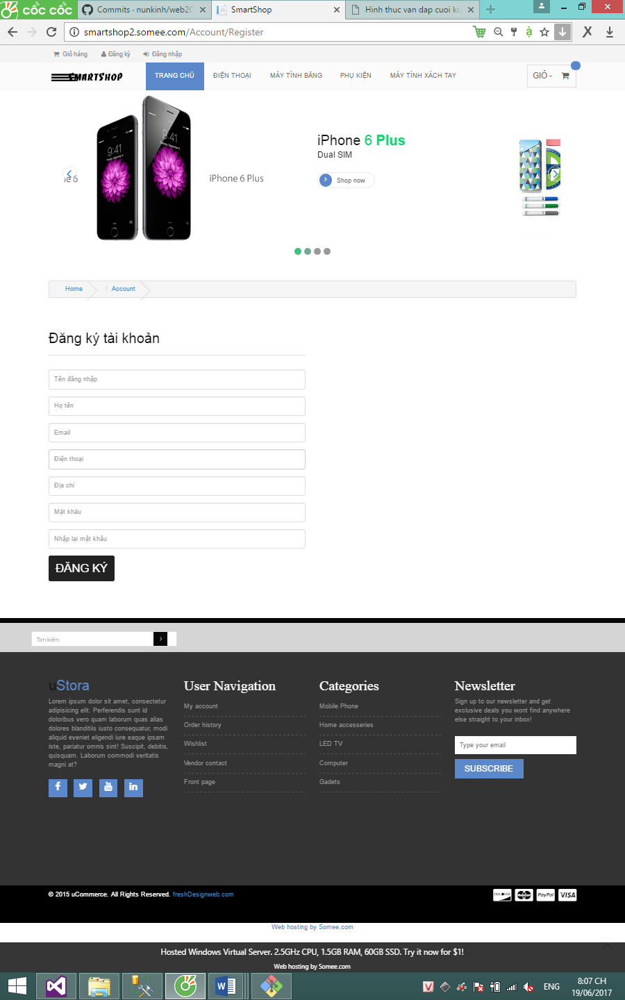 cốc cốc
Commits · nunkinh/web2C
SmartShop
Hinh thuc van dap cuoi ki.
smartshop2.somee.com/Account/Register
Giỏ hàng
Đăng ký
Đăng nhập
SmartShop
TRANG CHỦ
ĐIỆN THOẠI
MÁY TÍNH BẢNG
PHỤ KIỆN
MÁY TÍNH XÁCH TAY
GIỎ -
9:41
9:41
ne 6
iPhone 6 Plus
iPhone 6 Plus
Dual SIM
Shop now
Home / Account
Đăng ký tài khoản
Tên đăng nhập
Họ tên
Email
Điện thoại
Địa chỉ
Mật khẩu
Nhập lại mật khẩu
ĐĂNG KÝ
Tìm kiếm
uStora
Lorem ipsum dolor sit amet, consectetur
adipisicing elit. Perferendis sunt id
doloribus vero quam laborum quas alias
dolores blanditiis iusto consequatur, modi
aliquid eveniet eligendi iure eaque ipsam
iste, pariatur omnis sint! Suscipit, debitis,
quisquam. Laborum commodi veritatis
magni at?
User Navigation
My account
Order history
Wishlist
Vendor contact
Front page
Categories
Mobile Phone
Home accesseries
LED TV
Computer
Gadets
Newsletter
Sign up to our newsletter and get
exclusive deals you wont find anywhere
else straight to your inbox!
Your email
SUBSCRIBE
© 2015 uCommerce. All Rights Reserved. freshDesignweb.com
DISCOVER
MasterCard
PayPal
VISA
Web hosting by Somee.com
Hosted Windows Virtual Server. 2.5GHz CPU, 1.5GB RAM, 60GB SSD. Try it now for $1!
Web hosting by Somee.com
ENG
8:07 CH
19/06/2017